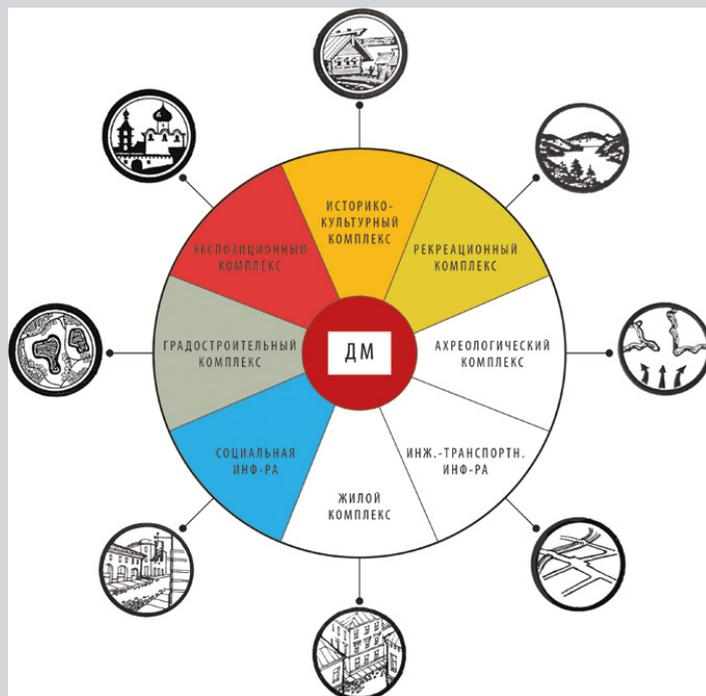 ИСТОРИКО-
КУЛЬТУРНЫЙ
КОМПЛЕКС
РЕКРЕАЦИОННЫЙ
КОМПЛЕКС
АХРЕОЛОГИЧЕСКИЙ
КОМПЛЕКС
ИНЖ.-ТРАНСПОРТН.
ИНФ-РА
ЖИЛОЙ
КОМПЛЕКС
СОЦИАЛЬНАЯ
ИНФ-РА
ГРАДОСТРОИТЕЛЬНЫЙ
КОМПЛЕКС
ЭКСПОЗИЦИОННЫЙ
КОМПЛЕКС
ДМ